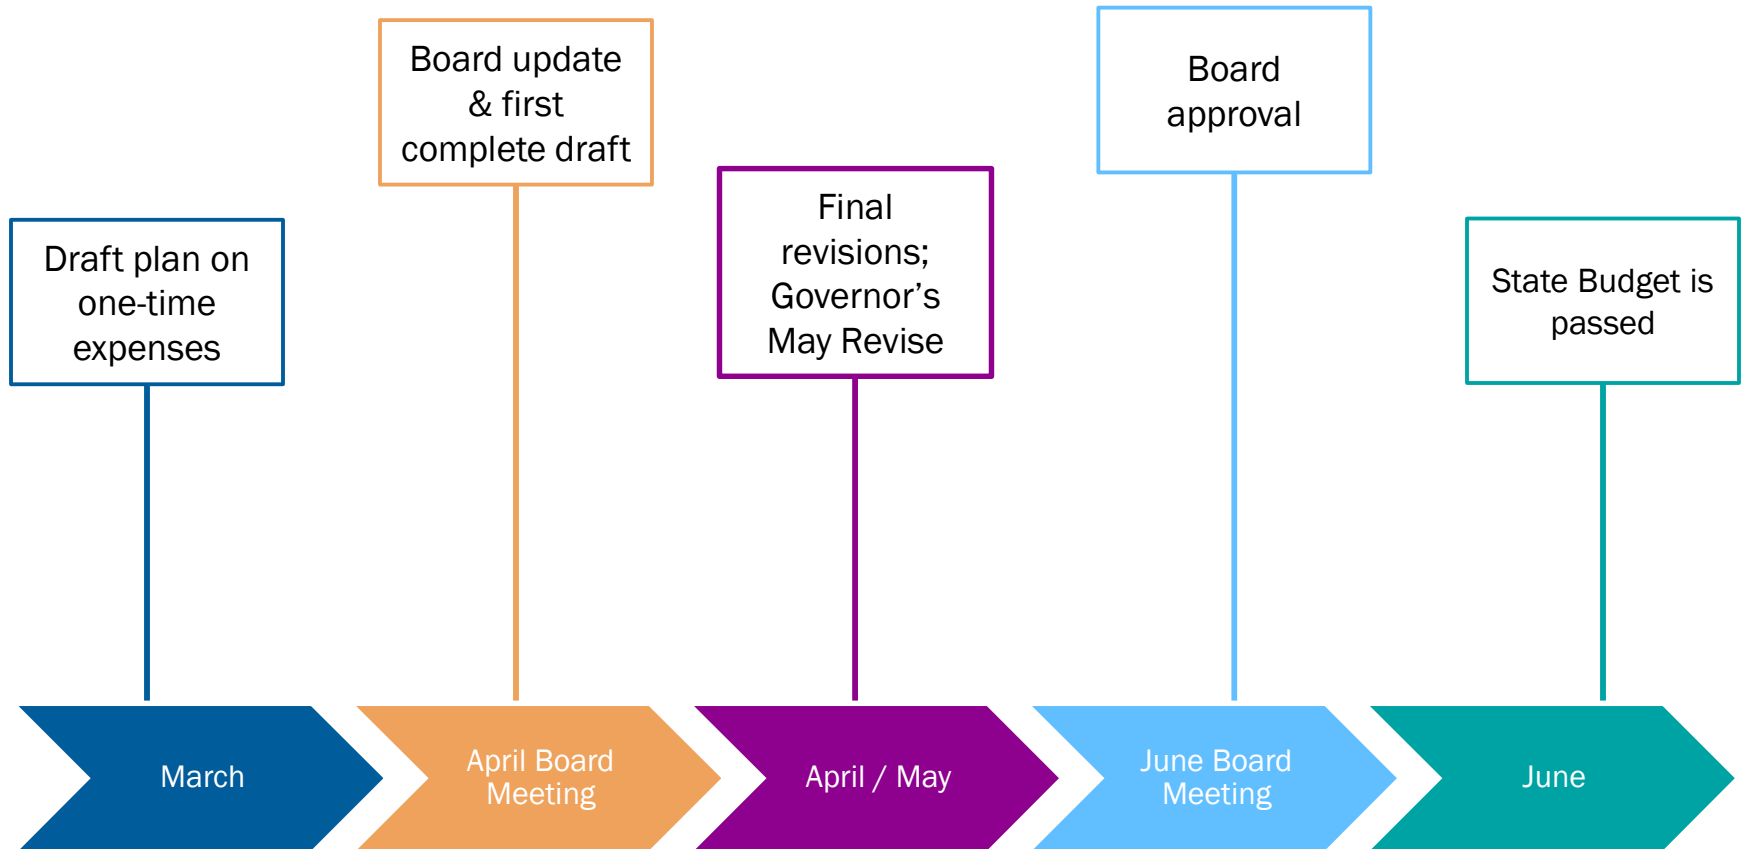 Board update
& first
complete draft
Board
approval
Final
revisions;
Governor’s
May Revise
Draft plan on
one-time
expenses
State Budget is
passed
March
April Board
Meeting
April / May
June Board
Meeting
June